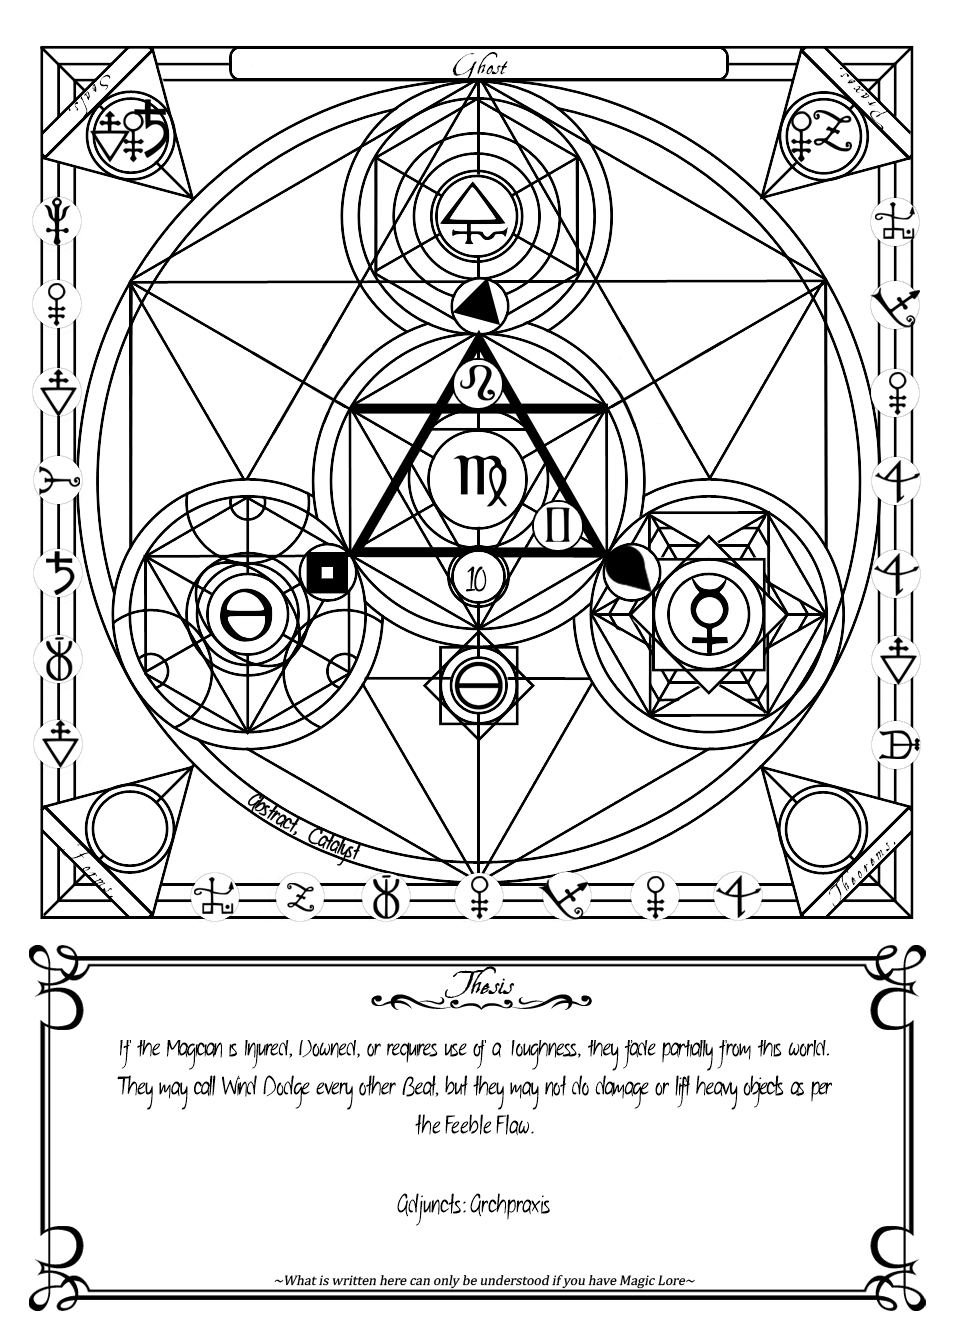 Ghost
Seals
Praxes
10
Abstract, Catalyst
Forms
Theorems
Thesis
If the Magician is Injured, Downed, or requires use of a Toughness, they fade partially from this world.
They may call Wind Dodge every other Beat, but they may not do damage or lift heavy objects as per
the Feeble Flaw.
Adjuncts: Archpraxis
~What is written here can only be understood if you have Magic Lore~